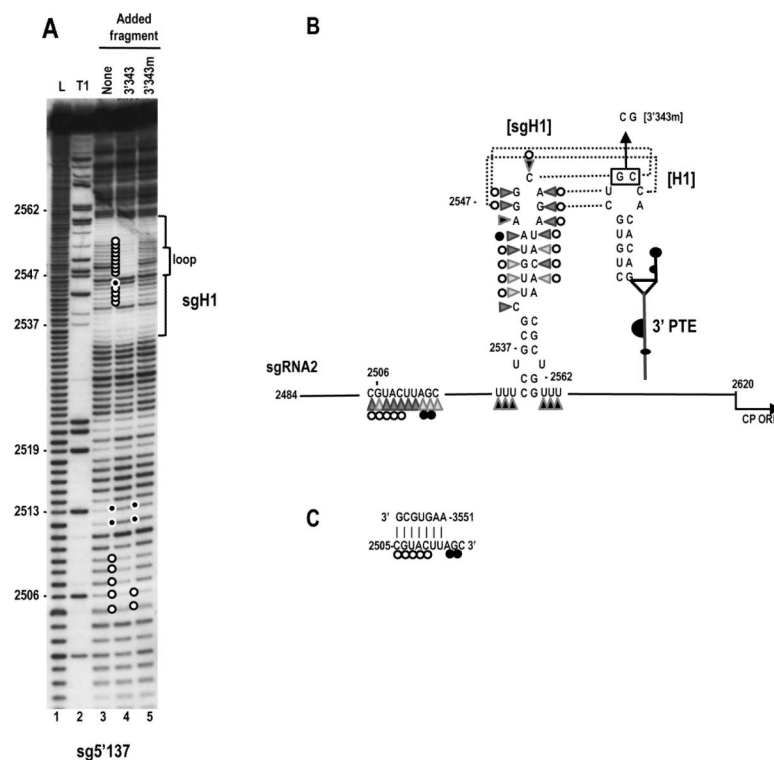 A
Added
fragment
L
T1
None
3'343
3'343m
2562
loop
2547
sgH1
2537
2519
2513
2506
1 2 3 4 5
sg5'137
B
C G [3'343m]
[sgH1]
C
G C
[H1]
G A
U C
2547
G G
C A
A A
G C
A U
U A
U A
G C
G C
U A
C G
C
3' PTE
C G
G C
2537
C G
U U
sgRNA2
2506
2562
2484
CGUACUUAGC
UUU
CG
UUU
2620
CP ORF
C
3' GCGUGAA -3551
2505-CGUACUUAGC 3'